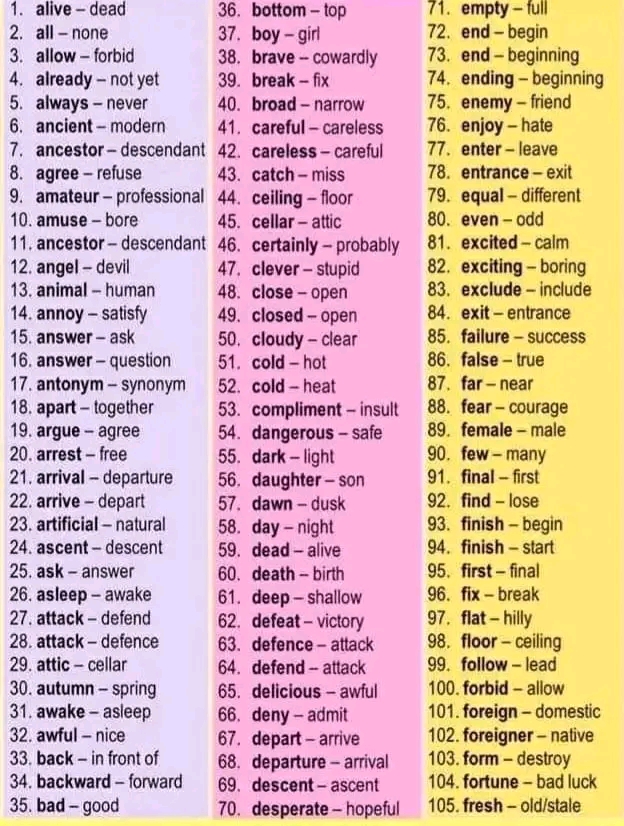 1. alive – dead
2. all – none
3. allow – forbid
4. already – not yet
5. always – never
6. ancient – modern
7. ancestor – descendant
8. agree – refuse
9. amateur – professional
10. amuse – bore
11. ancestor – descendant
12. angel – devil
13. animal – human
14. annoy – satisfy
15. answer – ask
16. answer – question
17. antonym – synonym
18. apart – together
19. argue – agree
20. arrest – free
21. arrival – departure
22. arrive – depart
23. artificial – natural
24. ascent – descent
25. ask – answer
26. asleep – awake
27. attack – defend
28. attack – defence
29. attic – cellar
30. autumn – spring
31. awake – asleep
32. awful – nice
33. back – in front of
34. backward – forward
35. bad – good
36. bottom – top
37. boy – girl
38. brave – cowardly
39. break – fix
40. broad – narrow
41. careful – careless
42. careless – careful
43. catch – miss
44. ceiling – floor
45. cellar – attic
46. certainly – probably
47. clever – stupid
48. close – open
49. closed – open
50. cloudy – clear
51. cold – hot
52. cold – heat
53. compliment – insult
54. dangerous – safe
55. dark – light
56. daughter – son
57. dawn – dusk
58. day – night
59. dead – alive
60. death – birth
61. deep – shallow
62. defeat – victory
63. defence – attack
64. defend – attack
65. delicious – awful
66. deny – admit
67. depart – arrive
68. departure – arrival
69. descent – ascent
70. desperate – hopeful
71. empty – full
72. end – begin
73. end – beginning
74. ending – beginning
75. enemy – friend
76. enjoy – hate
77. enter – leave
78. entrance – exit
79. equal – different
80. even – odd
81. excited – calm
82. exciting – boring
83. exclude – include
84. exit – entrance
85. failure – success
86. false – true
87. far – near
88. fear – courage
89. female – male
90. few – many
91. final – first
92. find – lose
93. finish – begin
94. finish – start
95. first – final
96. fix – break
97. flat – hilly
98. floor – ceiling
99. follow – lead
100. forbid – allow
101. foreign – domestic
102. foreigner – native
103. form – destroy
104. fortune – bad luck
105. fresh – old/stale